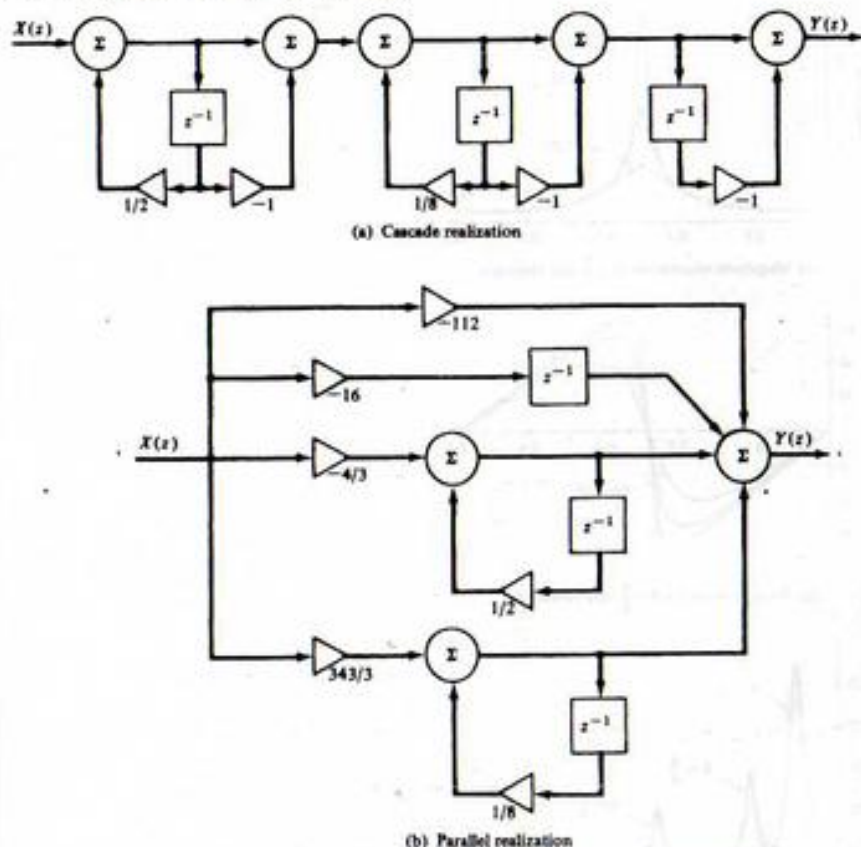 X(z) Σ Σ Σ Σ Σ Y(z)
z⁻¹ z⁻¹ z⁻¹
1/2 −1 1/8 −1 −1
(a) Cascade realization
−112
−16 z⁻¹
X(z) −4/3 Σ Σ Y(z)
z⁻¹
1/2
343/3 Σ
z⁻¹
1/8
(b) Parallel realization